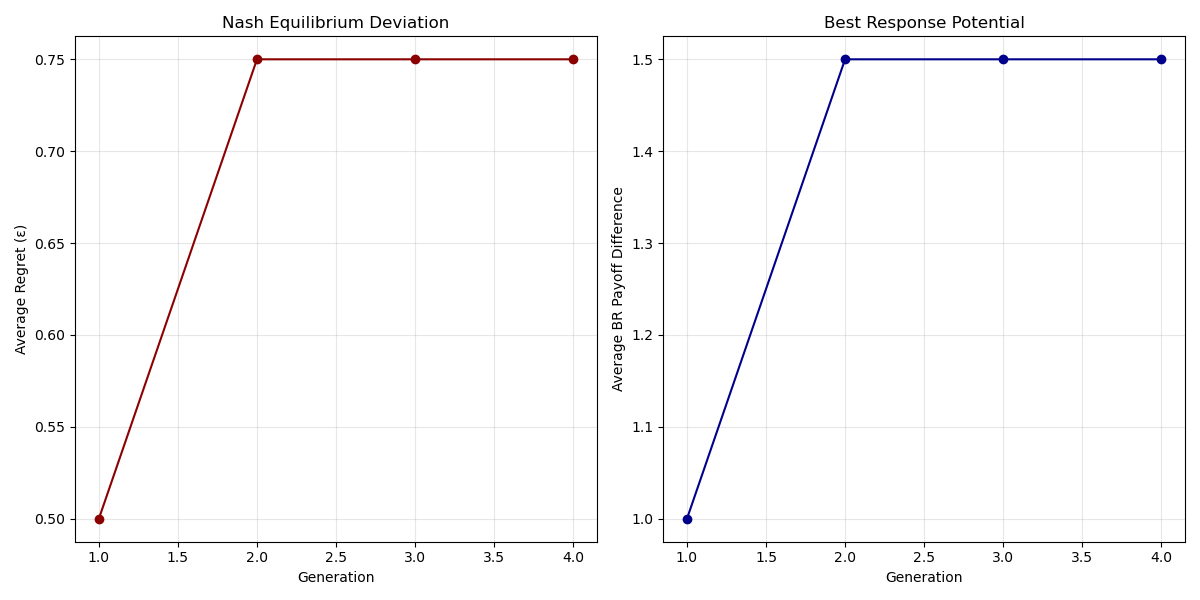 Nash Equilibrium Deviation
Average Regret (ε)
0.75
0.70
0.65
0.60
0.55
0.50
1.0 1.5 2.0 2.5 3.0 3.5 4.0
Generation
Best Response Potential
Average BR Payoff Difference
1.5
1.4
1.3
1.2
1.1
1.0
1.0 1.5 2.0 2.5 3.0 3.5 4.0
Generation